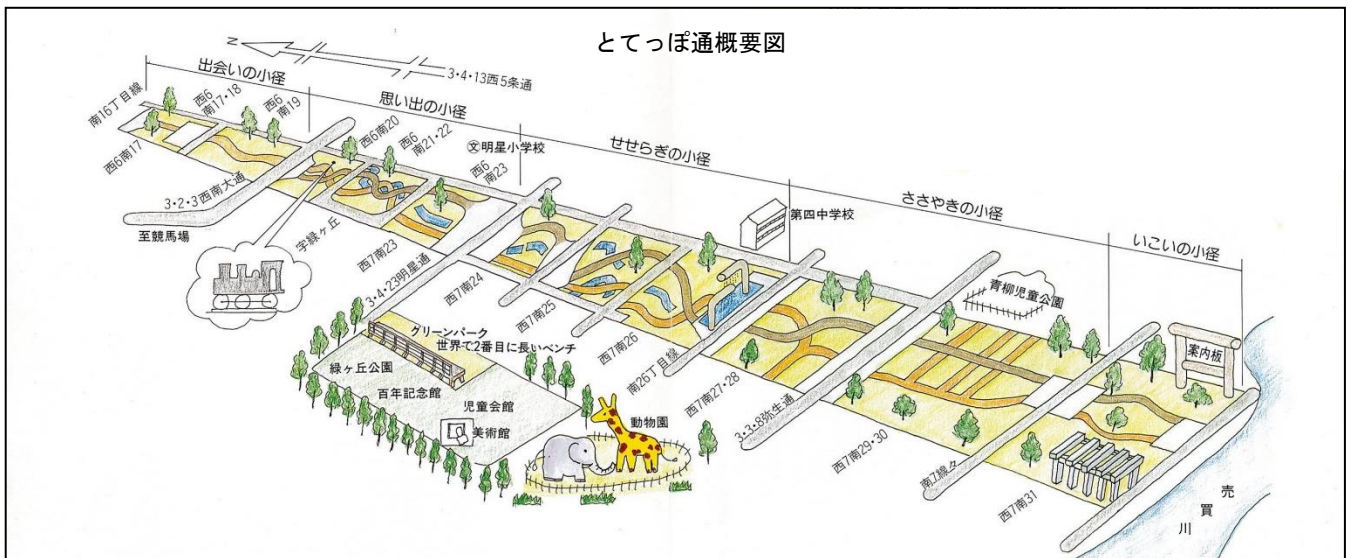 とてっぽ通概要図
N
3・4・13西5条通
出会いの小径
思い出の小径
せせらぎの小径
ささやきの小径
いこいの小径
南16丁目線
西6
南17・18
西6
南19
西6南20
西6
南21・22
文明星小学校
西6
南23
第四中学校
青柳児童公園
案内板
西6南17
3・2・3西南大通
至競馬場
字緑ヶ丘
西7南23
3・4・23明星通
西7南24
西7南25
西7南26
南26丁目線
西7南27・28
3・3・8弥生通
西7南29・30
南7線々
西7南31
グリーンパーク
世界で2番目に長いベンチ
緑ヶ丘公園
百年記念館
児童会館
美術館
動物園
売買川